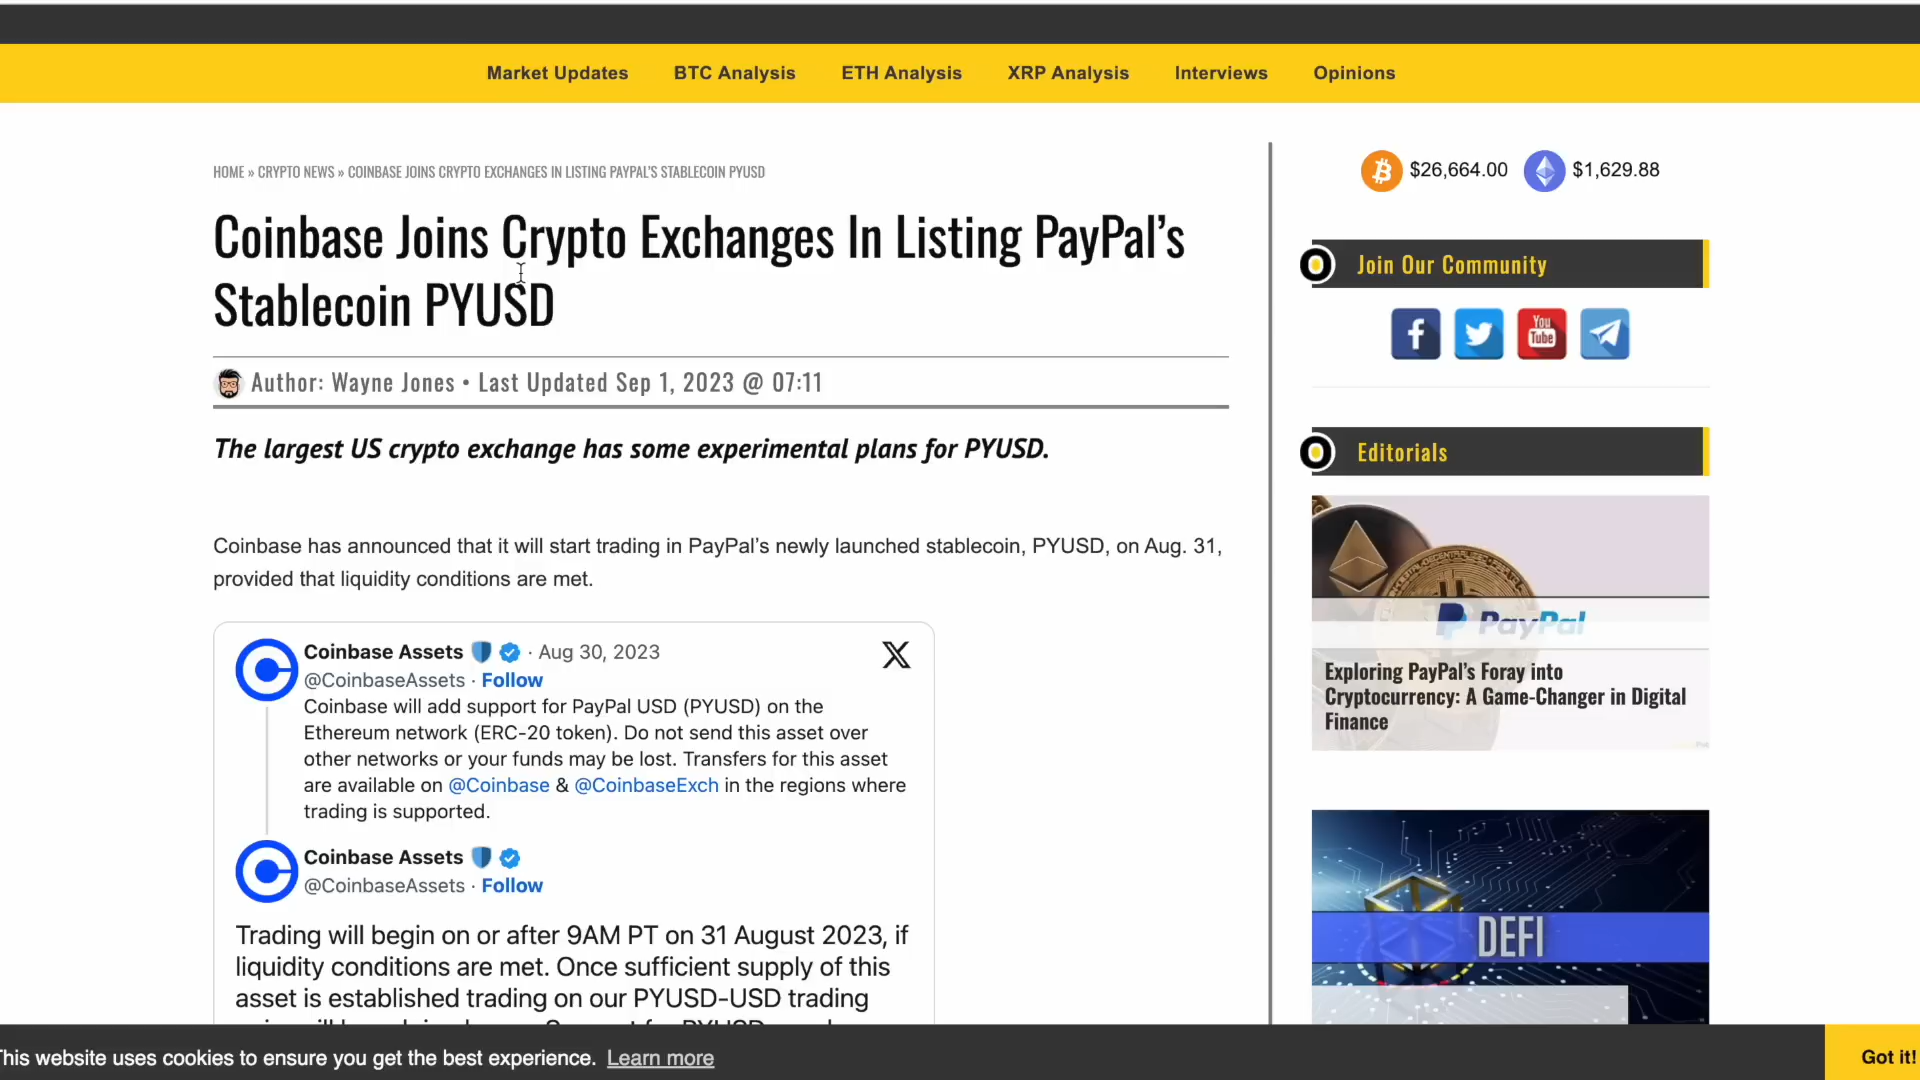 Market Updates BTC Analysis ETH Analysis XRP Analysis Interviews Opinions
HOME » CRYPTO NEWS » COINBASE JOINS CRYPTO EXCHANGES IN LISTING PAYPAL'S STABLECOIN PYUSD
Coinbase Joins Crypto Exchanges In Listing PayPal's
Stablecoin PYUSD
Author: Wayne Jones • Last Updated Sep 1, 2023 @ 07:11
The largest US crypto exchange has some experimental plans for PYUSD.
Coinbase has announced that it will start trading in PayPal's newly launched stablecoin, PYUSD, on Aug. 31,
provided that liquidity conditions are met.
Coinbase Assets · Aug 30, 2023
@CoinbaseAssets · Follow
Coinbase will add support for PayPal USD (PYUSD) on the
Ethereum network (ERC-20 token). Do not send this asset over
other networks or your funds may be lost. Transfers for this asset
are available on @Coinbase & @CoinbaseExch in the regions where
trading is supported.
Coinbase Assets
@CoinbaseAssets · Follow
Trading will begin on or after 9AM PT on 31 August 2023, if
liquidity conditions are met. Once sufficient supply of this
asset is established trading on our PYUSD-USD trading
$26,664.00 $1,629.88
Join Our Community
You
Tube
Editorials
PayPal
Exploring PayPal's Foray into
Cryptocurrency: A Game-Changer in Digital
Finance
DEFI
This website uses cookies to ensure you get the best experience. Learn more
Got it!